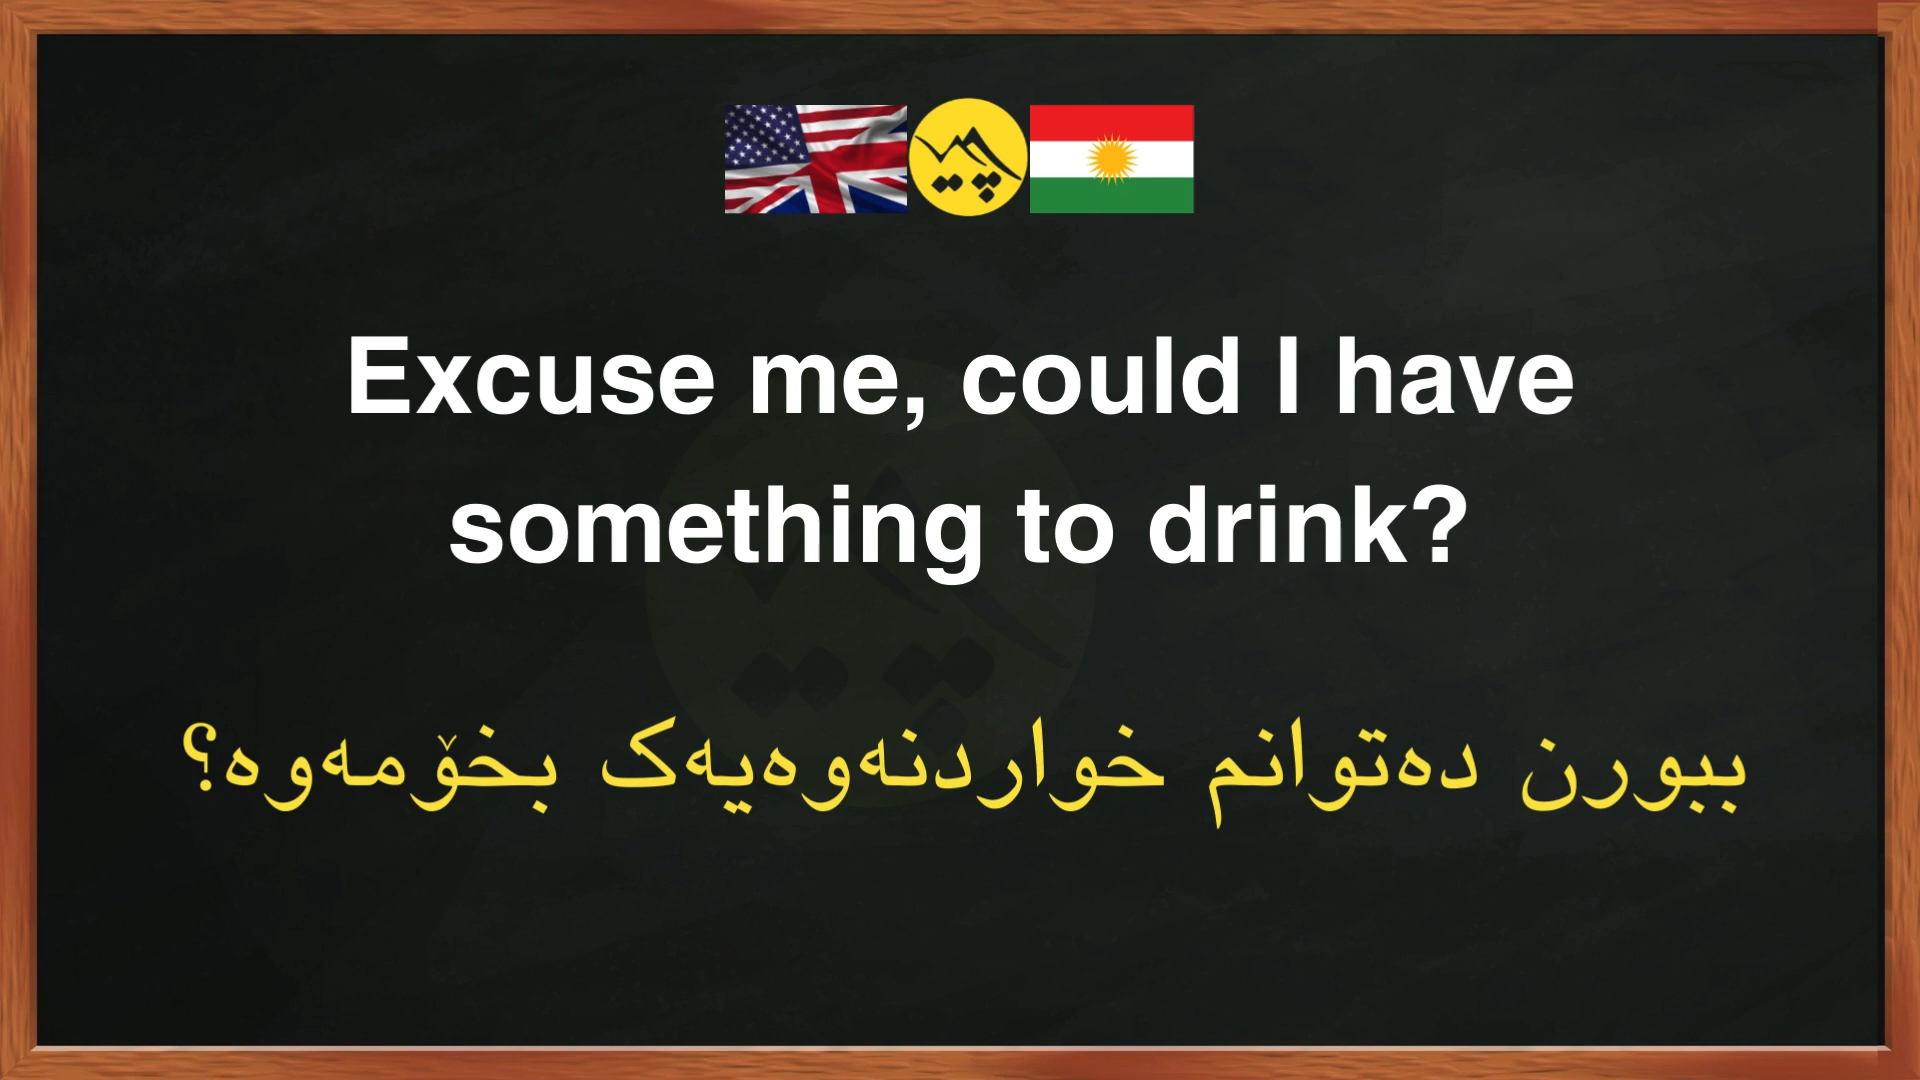 Excuse me, could I have
something to drink?
ببورن دەتوانم خواردنەوەیەک بخۆمەوە؟